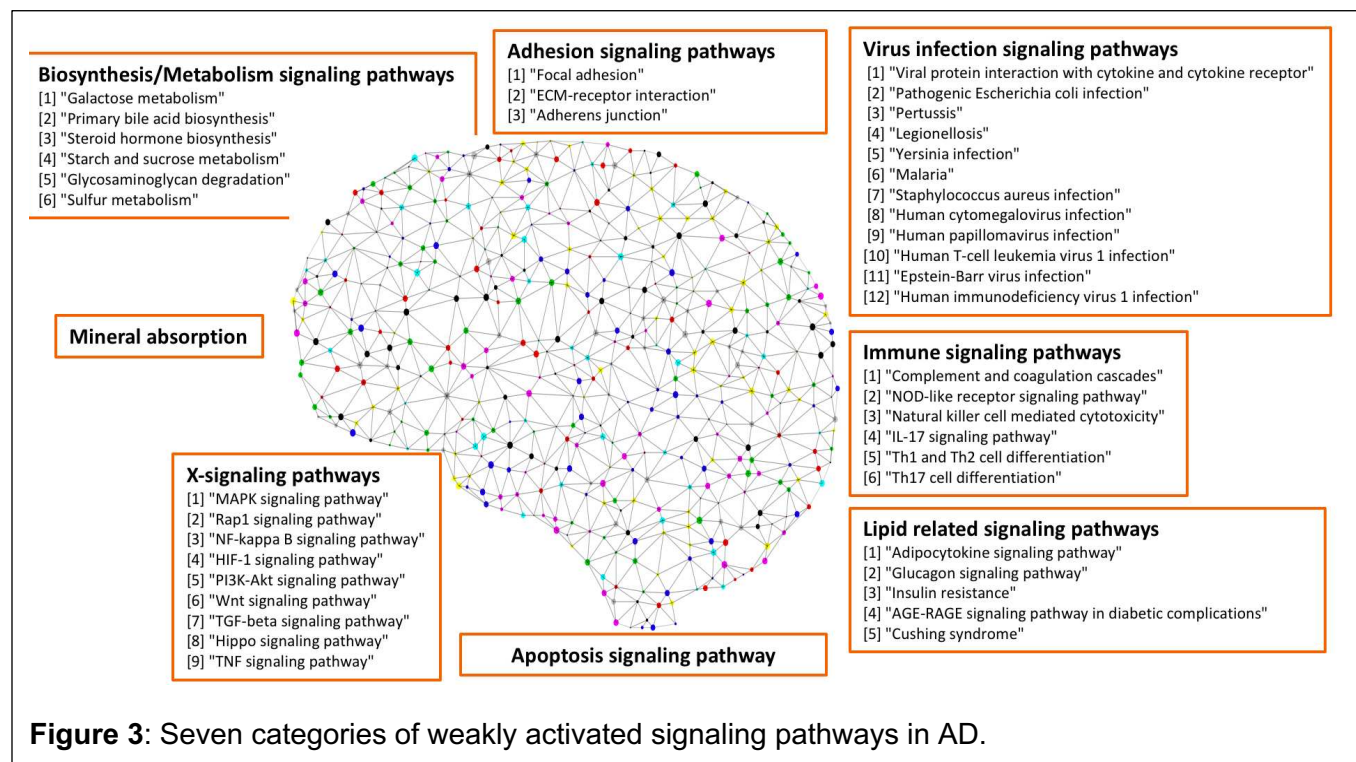 Biosynthesis/Metabolism signaling pathways
[1] "Galactose metabolism"
[2] "Primary bile acid biosynthesis"
[3] "Steroid hormone biosynthesis"
[4] "Starch and sucrose metabolism"
[5] "Glycosaminoglycan degradation"
[6] "Sulfur metabolism"
Adhesion signaling pathways
[1] "Focal adhesion"
[2] "ECM-receptor interaction"
[3] "Adherens junction"
Virus infection signaling pathways
[1] "Viral protein interaction with cytokine and cytokine receptor"
[2] "Pathogenic Escherichia coli infection"
[3] "Pertussis"
[4] "Legionellosis"
[5] "Yersinia infection"
[6] "Malaria"
[7] "Staphylococcus aureus infection"
[8] "Human cytomegalovirus infection"
[9] "Human papillomavirus infection"
[10] "Human T-cell leukemia virus 1 infection"
[11] "Epstein-Barr virus infection"
[12] "Human immunodeficiency virus 1 infection"
Mineral absorption
Immune signaling pathways
[1] "Complement and coagulation cascades"
[2] "NOD-like receptor signaling pathway"
[3] "Natural killer cell mediated cytotoxicity"
[4] "IL-17 signaling pathway"
[5] "Th1 and Th2 cell differentiation"
[6] "Th17 cell differentiation"
X-signaling pathways
[1] "MAPK signaling pathway"
[2] "Rap1 signaling pathway"
[3] "NF-kappa B signaling pathway"
[4] "HIF-1 signaling pathway"
[5] "PI3K-Akt signaling pathway"
[6] "Wnt signaling pathway"
[7] "TGF-beta signaling pathway"
[8] "Hippo signaling pathway"
[9] "TNF signaling pathway"
Lipid related signaling pathways
[1] "Adipocytokine signaling pathway"
[2] "Glucagon signaling pathway"
[3] "Insulin resistance"
[4] "AGE-RAGE signaling pathway in diabetic complications"
[5] "Cushing syndrome"
Apoptosis signaling pathway
Figure 3: Seven categories of weakly activated signaling pathways in AD.